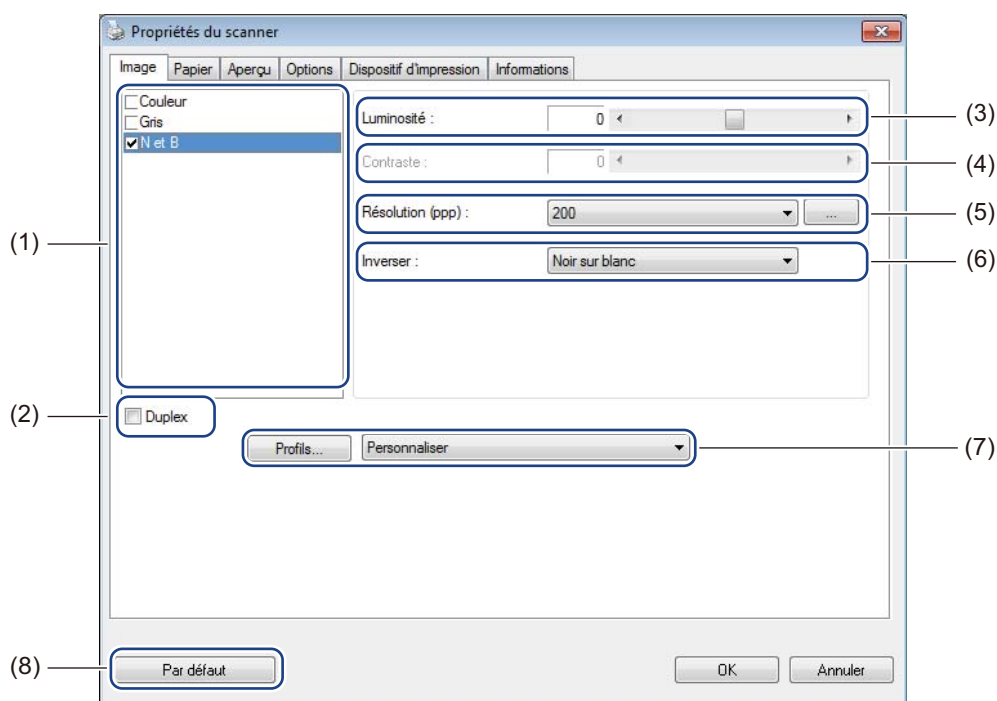 Propriétés du scanner
Image Papier Aperçu Options Dispositif d'impression Informations
Couleur
Gris
N et B
Luminosité : 0
(3)
Contraste : 0
(4)
Résolution (ppp) : 200 ...
(5)
(1)
Inverser : Noir sur blanc
(6)
(2)
Duplex
Profils... Personnaliser
(7)
(8)
Par défaut OK Annuler